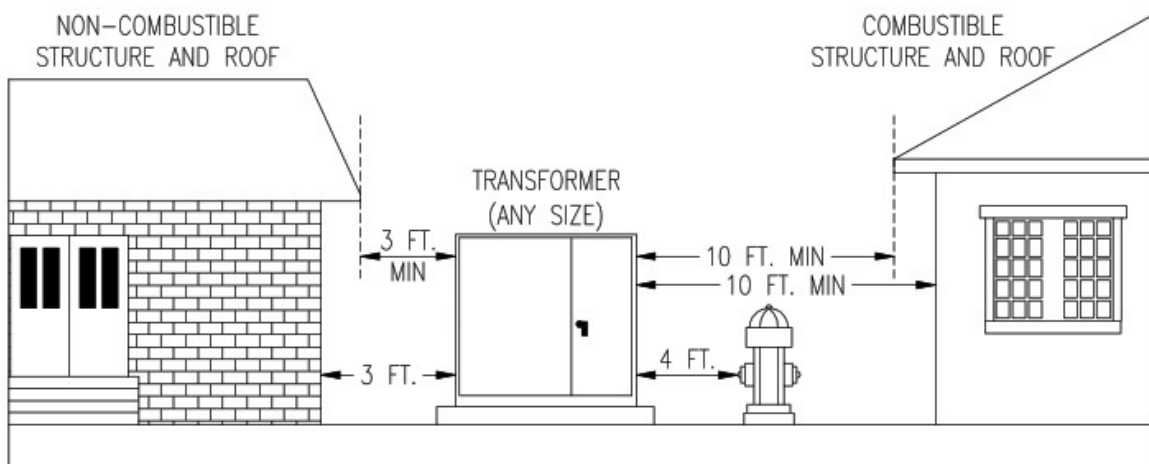 NON-COMBUSTIBLE
STRUCTURE AND ROOF
COMBUSTIBLE
STRUCTURE AND ROOF
TRANSFORMER
(ANY SIZE)
3 FT.
MIN
10 FT. MIN
10 FT. MIN
3 FT.
4 FT.